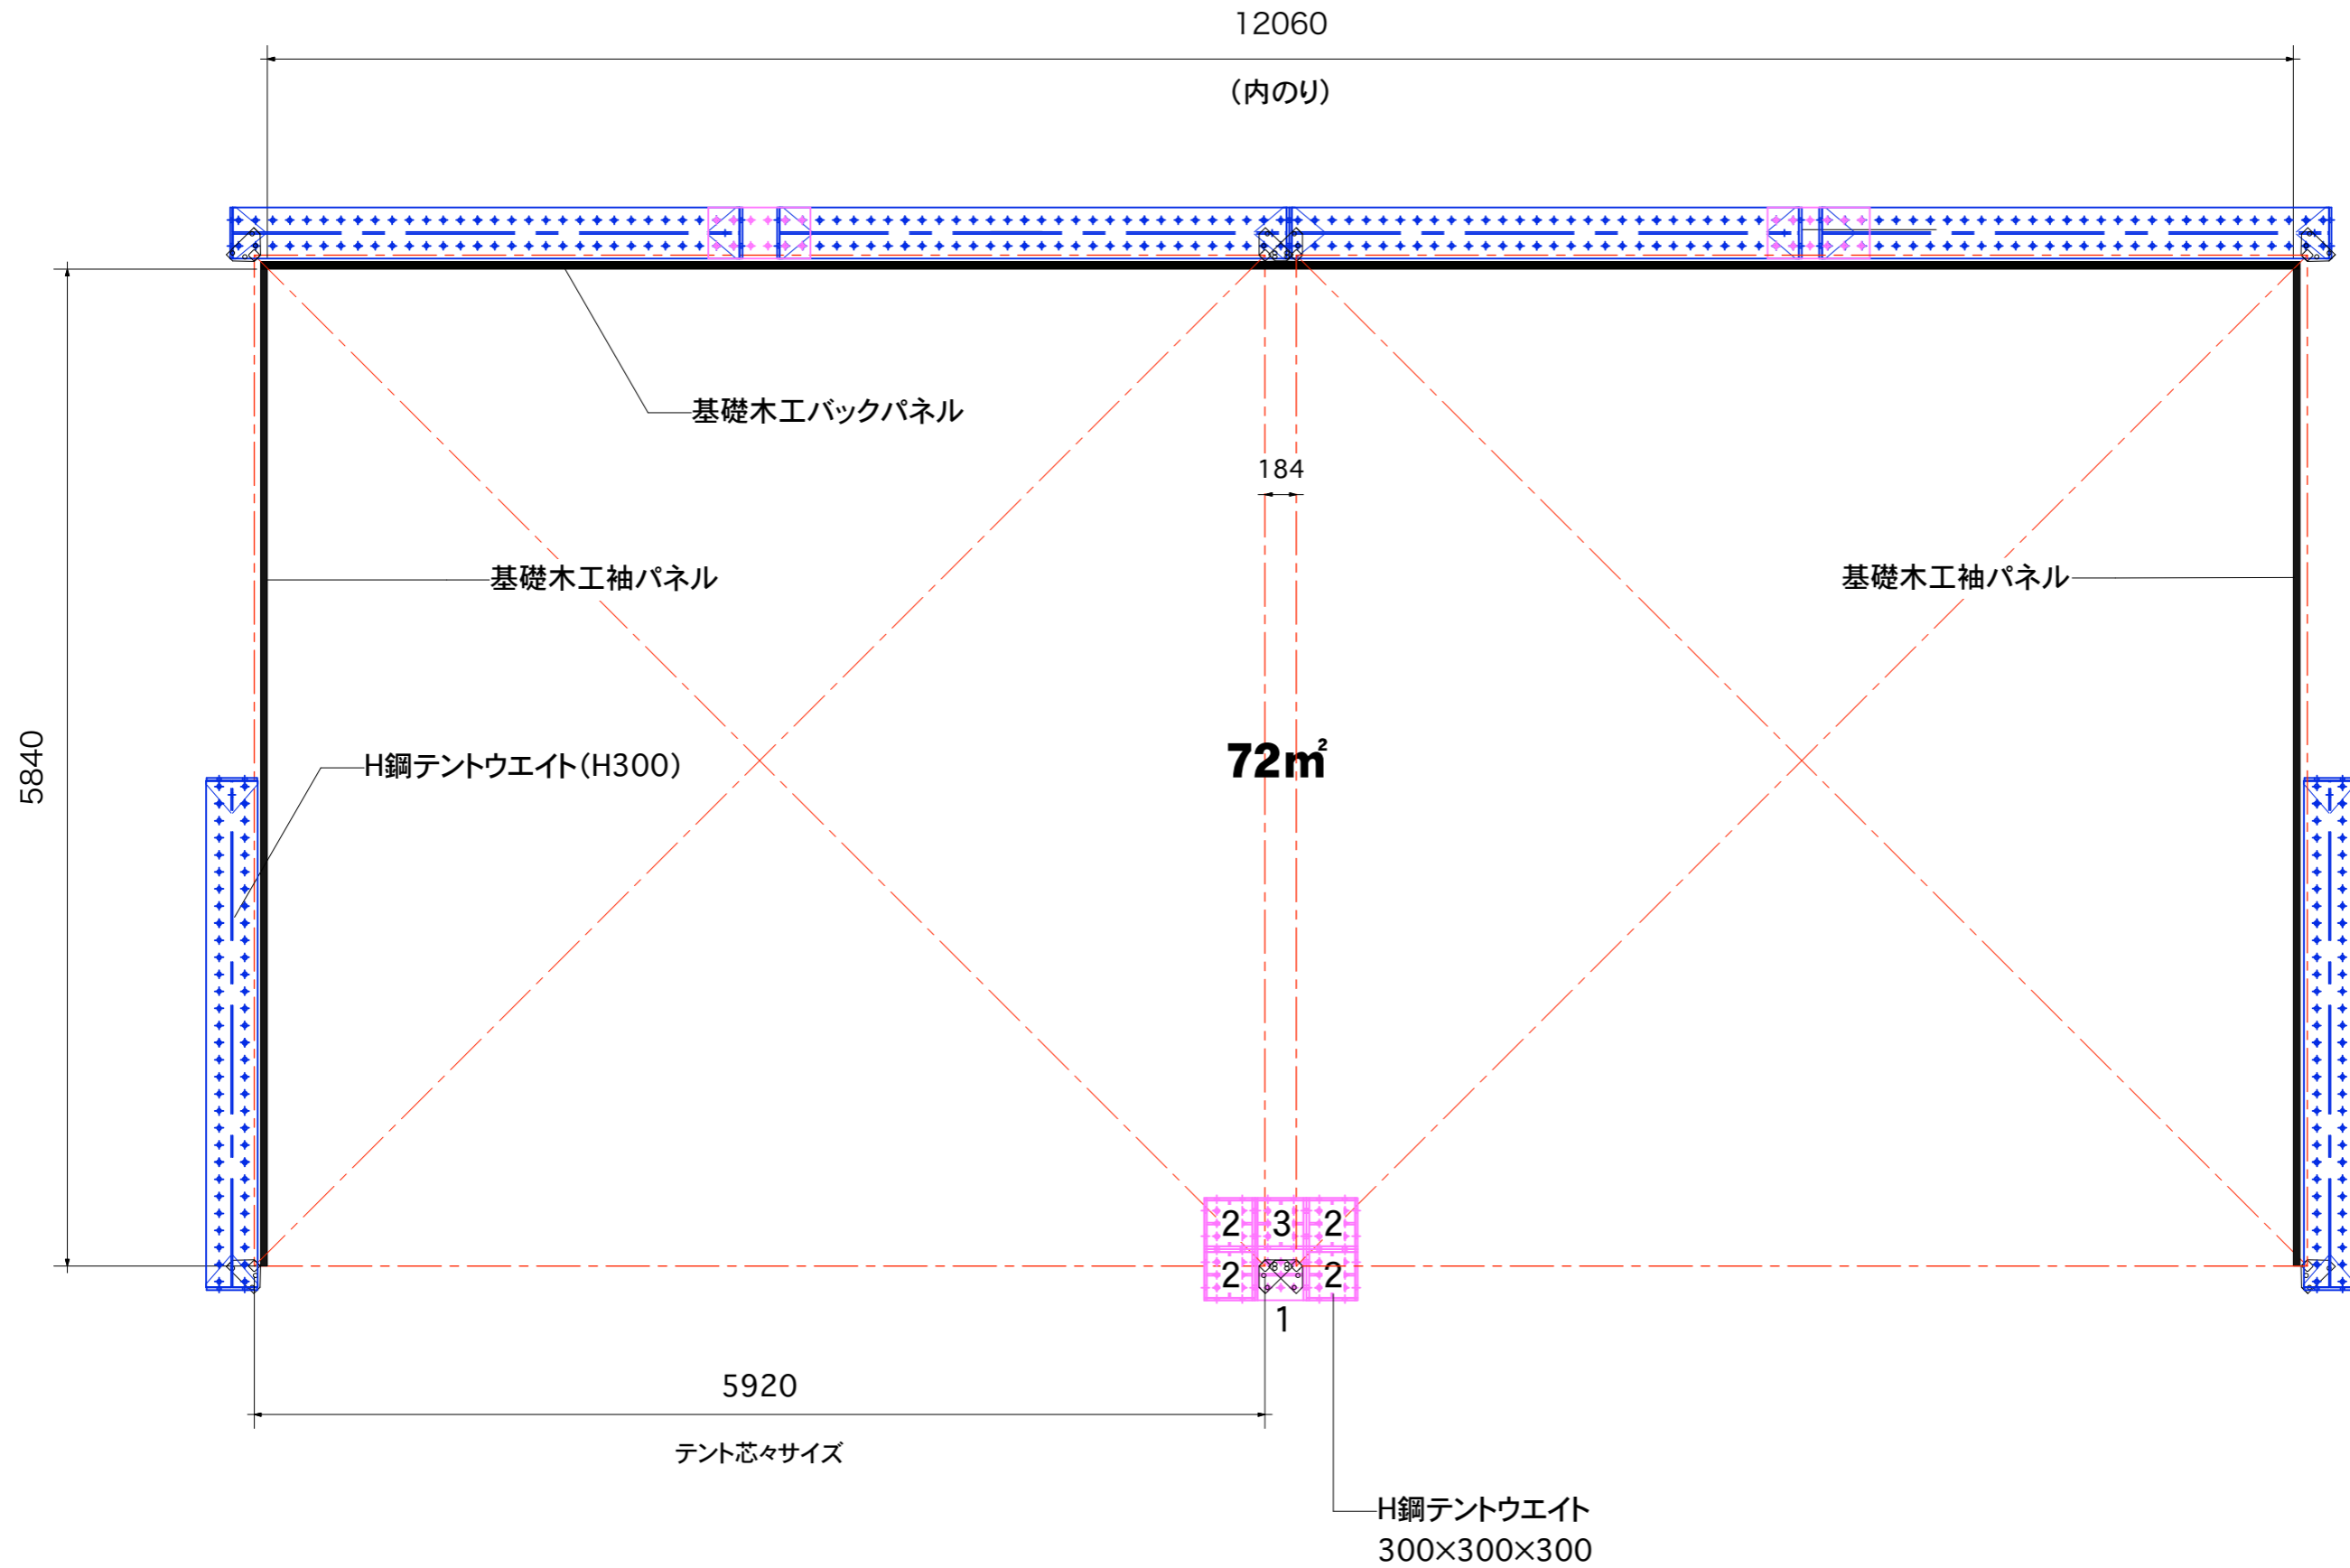 12060
（内のり）
基礎木工バックパネル
184
基礎木工袖パネル
基礎木工袖パネル
5840
H鋼テントウエイト（H300）
72㎡
2
3
2
2
2
1
5920
テント芯々サイズ
H鋼テントウエイト
300×300×300